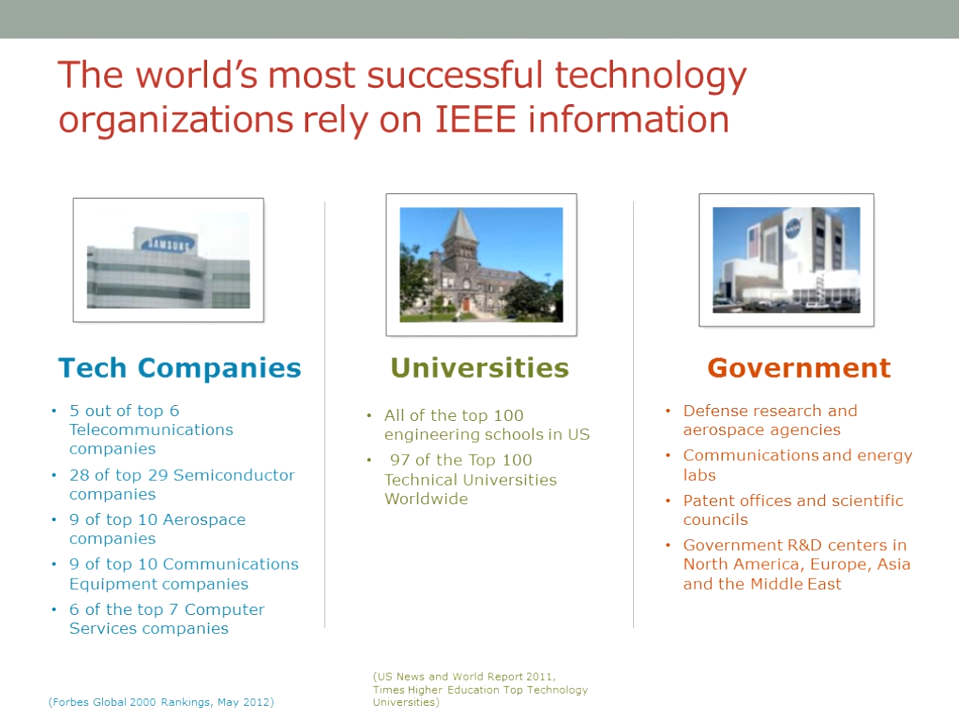 The world’s most successful technology
organizations rely on IEEE information
SAMSUNG
NASA
Tech Companies
• 5 out of top 6
Telecommunications
companies
• 28 of top 29 Semiconductor
companies
• 9 of top 10 Aerospace
companies
• 9 of top 10 Communications
Equipment companies
• 6 of the top 7 Computer
Services companies
(Forbes Global 2000 Rankings, May 2012)
Universities
• All of the top 100
engineering schools in US
• 97 of the Top 100
Technical Universities
Worldwide
(US News and World Report 2011,
Times Higher Education Top Technology
Universities)
Government
• Defense research and
aerospace agencies
• Communications and energy
labs
• Patent offices and scientific
councils
• Government R&D centers in
North America, Europe, Asia
and the Middle East